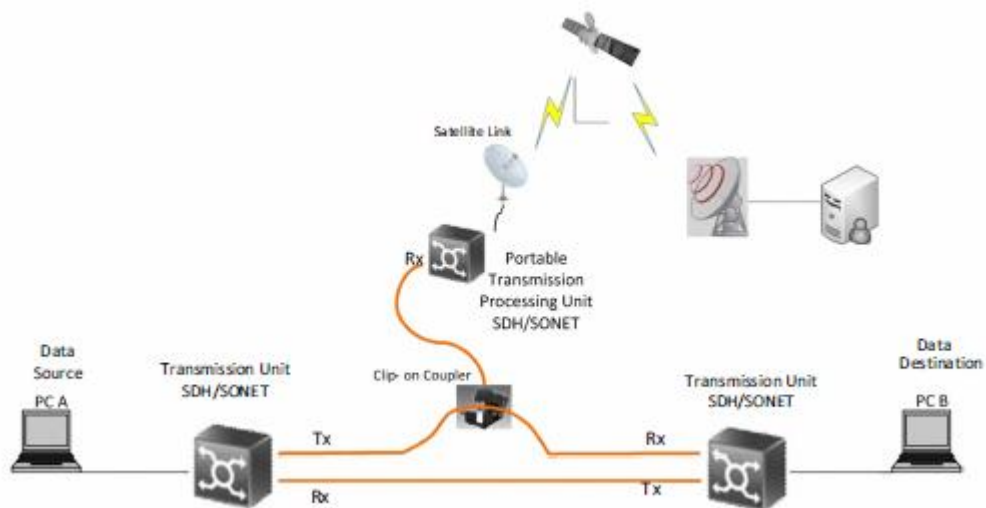 Satellite Link
Rx
Portable
Transmission
Processing Unit
SDH/SONET
Data
Source
PC A
Transmission Unit
SDH/SONET
Clip- on Coupler
Transmission Unit
SDH/SONET
Data
Destination
PC B
Tx
Rx
Rx
Tx